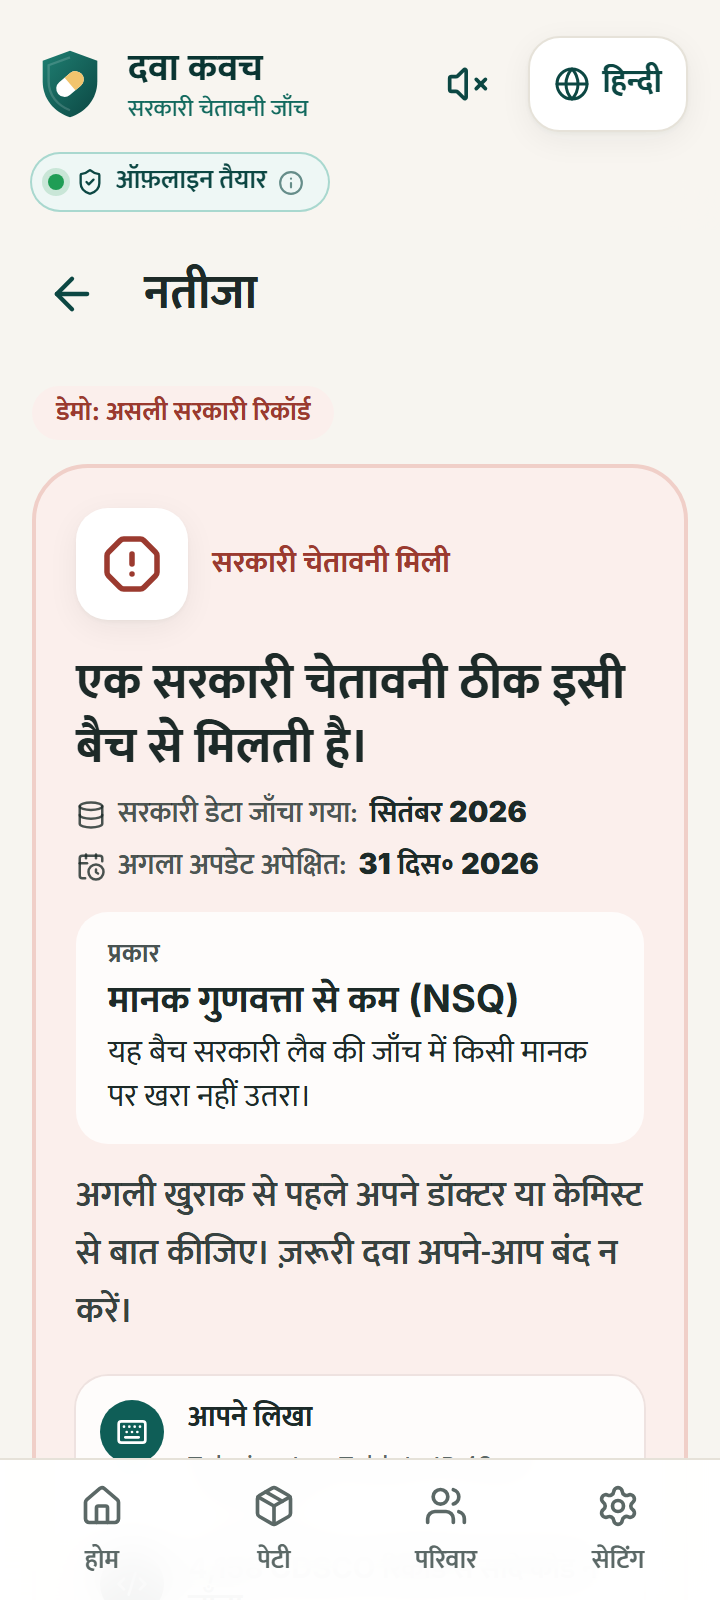 दवा कवच
सरकारी चेतावनी जाँच
हिन्दी
ऑफ़लाइन तैयार
नतीजा
डेमो: असली सरकारी रिकॉर्ड
सरकारी चेतावनी मिली
एक सरकारी चेतावनी ठीक इसी
बैच से मिलती है।
सरकारी डेटा जाँचा गया: सितंबर 2026
अगला अपडेट अपेक्षित: 31 दिस॰ 2026
प्रकार
मानक गुणवत्ता से कम (NSQ)
यह बैच सरकारी लैब की जाँच में किसी मानक
पर खरा नहीं उतरा।
अगली खुराक से पहले अपने डॉक्टर या केमिस्ट
से बात कीजिए। ज़रूरी दवा अपने-आप बंद न
करें।
आपने लिखा
होम
पेटी
परिवार
सेटिंग